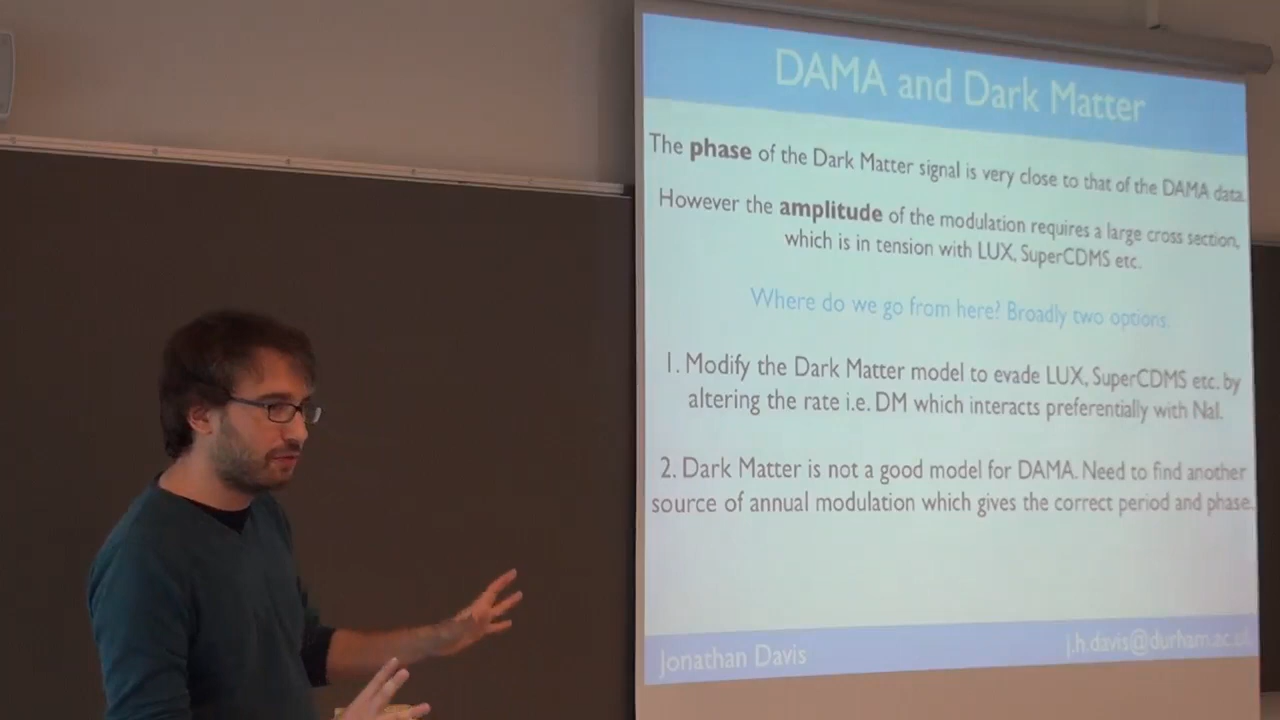 DAMA and Dark Matter
The phase of the Dark Matter signal is very close to that of the DAMA data.
However the amplitude of the modulation requires a large cross section,
which is in tension with LUX, SuperCDMS etc.
Where do we go from here? Broadly two options.
1. Modify the Dark Matter model to evade LUX, SuperCDMS etc. by
altering the rate i.e. DM which interacts preferentially with NaI.
2. Dark Matter is not a good model for DAMA. Need to find another
source of annual modulation which gives the correct period and phase.
Jonathan Davis
j.h.davis@durham.ac.uk